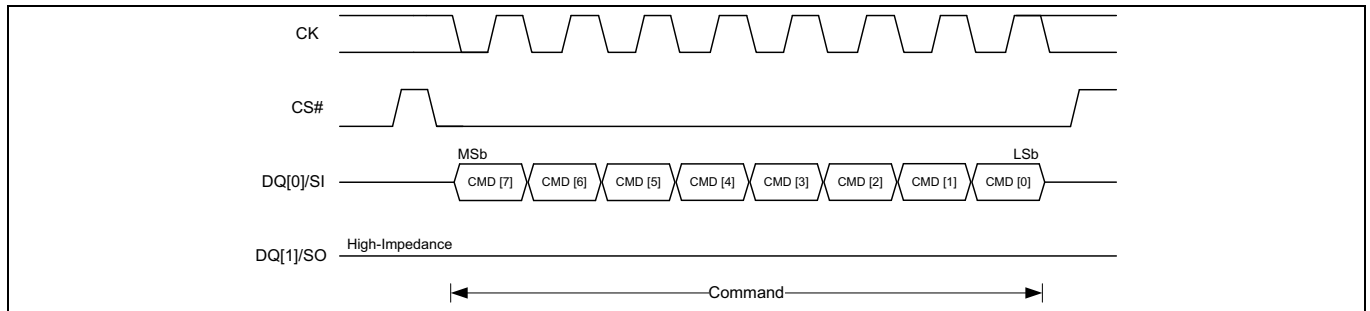 CK
CS#
MSb LSb
DQ[0]/SI CMD [7] CMD [6] CMD [5] CMD [4] CMD [3] CMD [2] CMD [1] CMD [0]
High-Impedance
DQ[1]/SO
Command